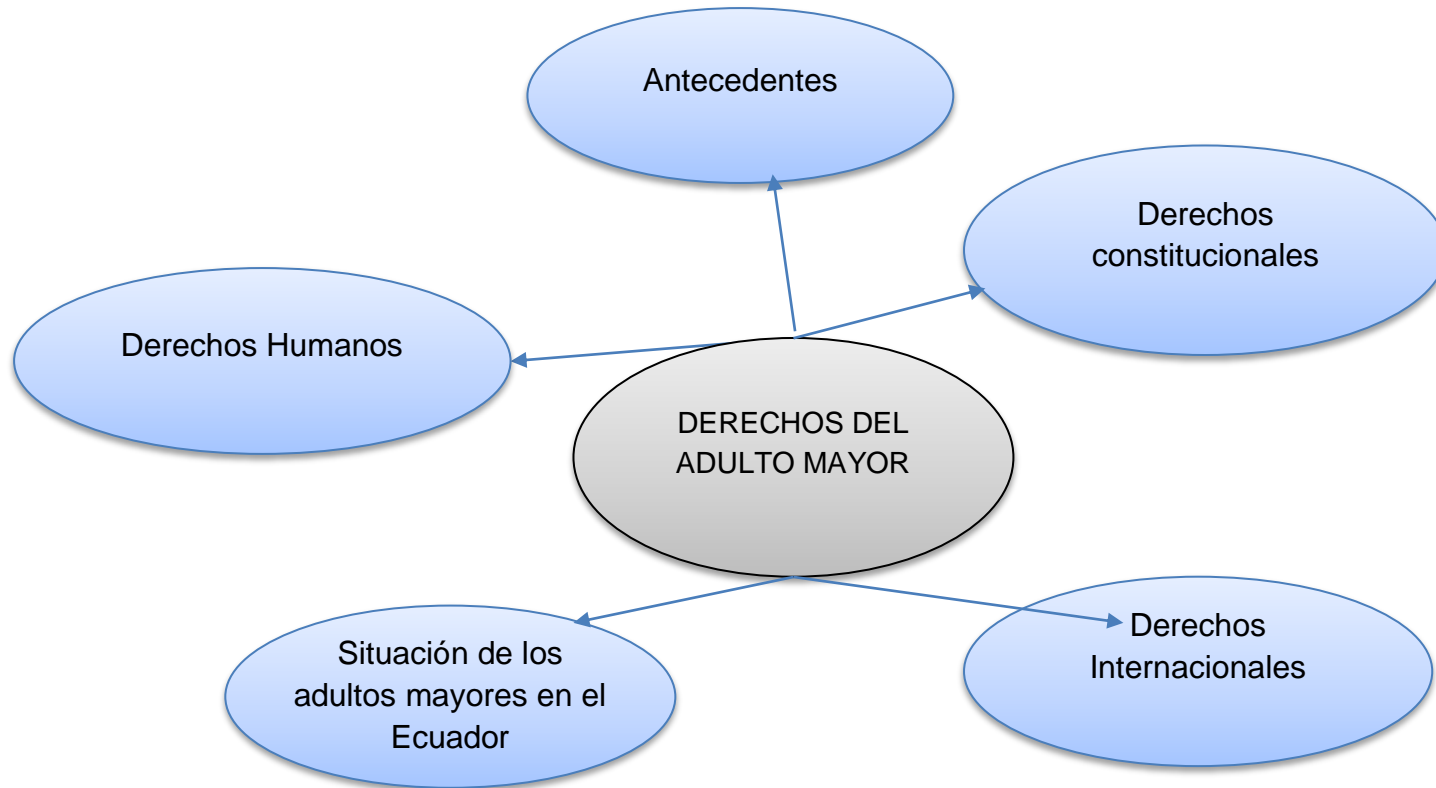 Antecedentes
Derechos
constitucionales
Derechos Humanos
DERECHOS DEL
ADULTO MAYOR
Situación de los
adultos mayores en el
Ecuador
Derechos
Internacionales